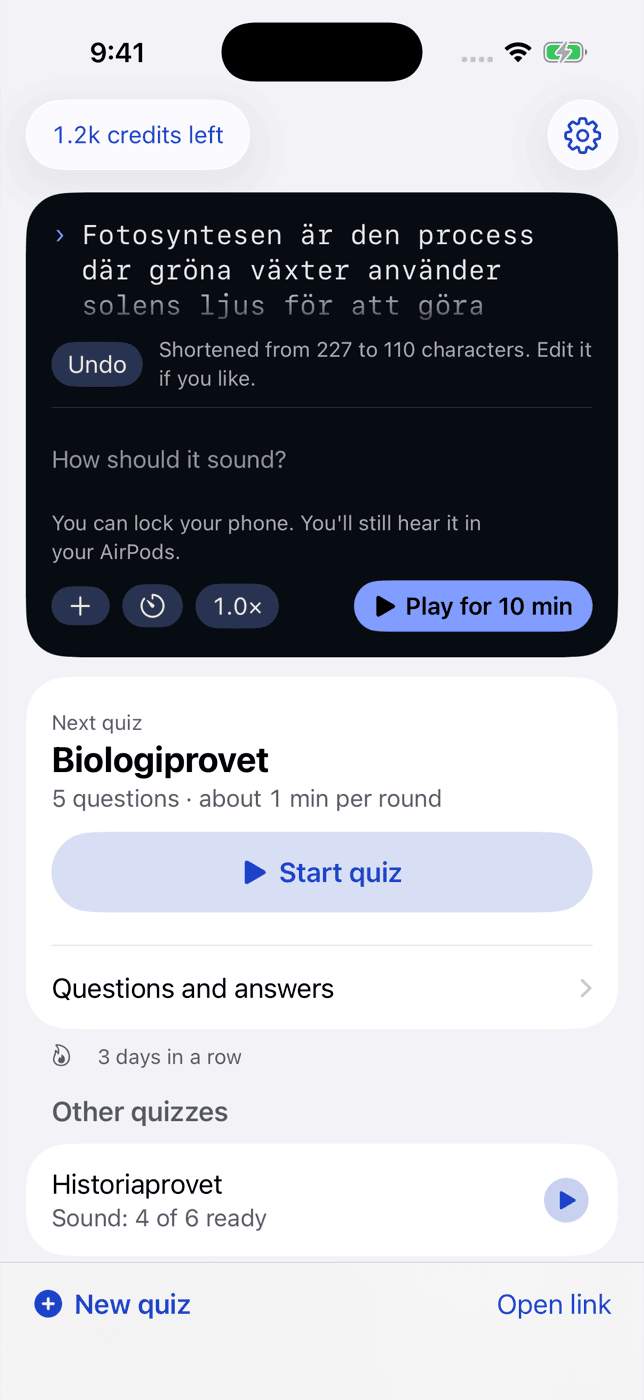 9:41
1.2k credits left
› Fotosyntesen är den process
där gröna växter använder
solens ljus för att göra
Undo
Shortened from 227 to 110 characters. Edit it
if you like.
How should it sound?
You can lock your phone. You'll still hear it in
your AirPods.
1.0×
Play for 10 min
Next quiz
Biologiprovet
5 questions · about 1 min per round
Start quiz
Questions and answers
3 days in a row
Other quizzes
Historiaprovet
Sound: 4 of 6 ready
New quiz
Open link